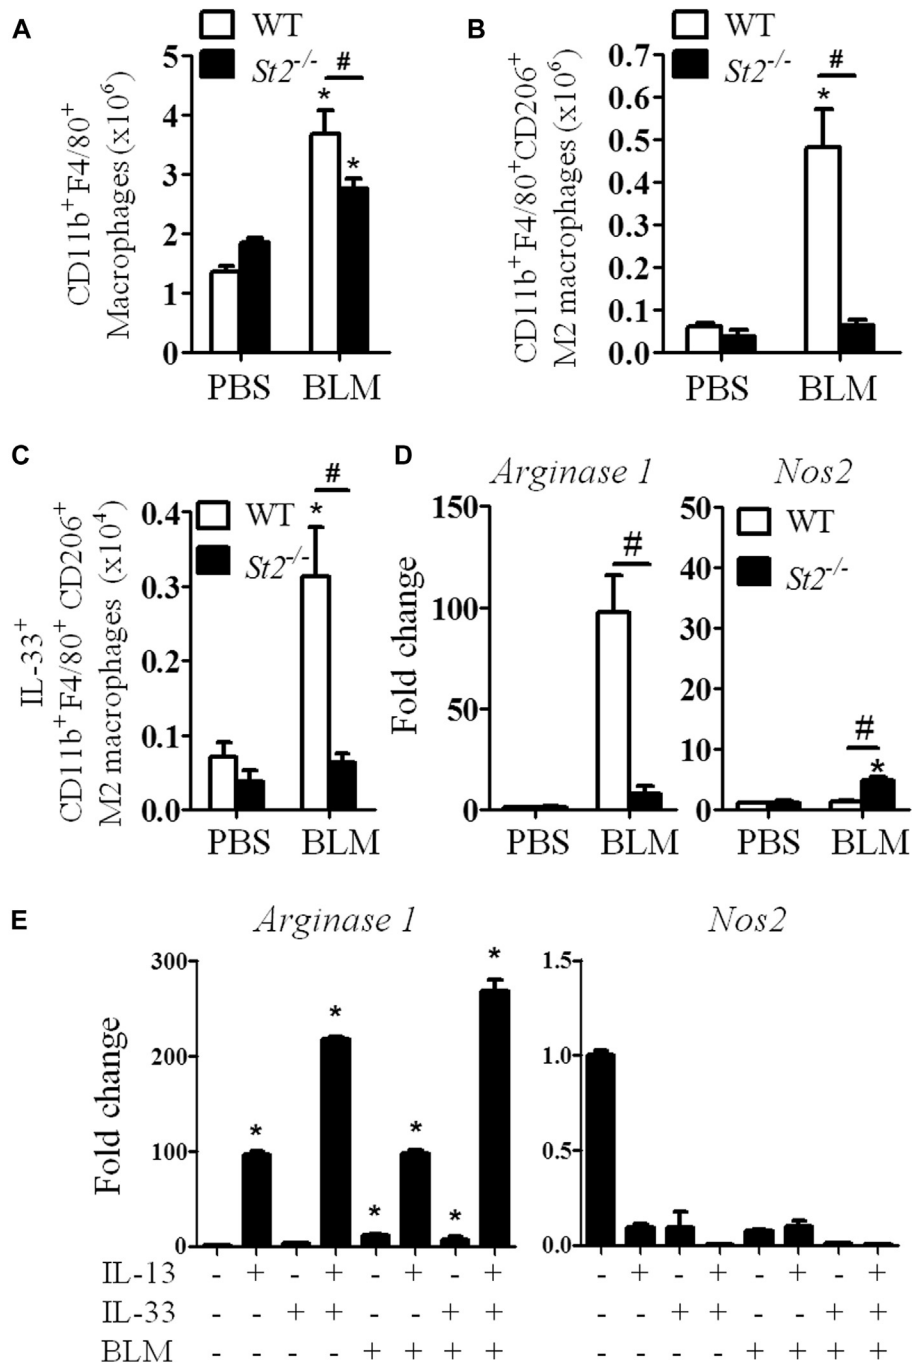 A
WT
St2-/-
#
*
*
CD11b+F4/80+
Macrophages (x10^6)
5
4
3
2
1
0
PBS BLM
B
WT
St2-/-
#
*
CD11b+F4/80+CD206+
M2 macrophages (x10^6)
0.7
0.6
0.5
0.4
0.3
0.2
0.1
0.0
PBS BLM
C
WT
St2-/-
#
*
IL-33+
CD11b+F4/80+ CD206+
M2 macrophages (x10^4)
0.4
0.3
0.2
0.1
0.0
PBS BLM
D
Arginase 1
Fold change
150
100
50
0
#
PBS BLM
Nos2
WT
St2-/-
50
40
30
20
10
0
#
*
PBS BLM
E
Arginase 1
Fold change
300
200
100
0
* * * * * *
Nos2
1.5
1.0
0.5
0.0
IL-13 - + - + - + - + - + - + - + - +
IL-33 - - + + - - + + - - + + - - + +
BLM - - - - + + + + - - - - + + + +